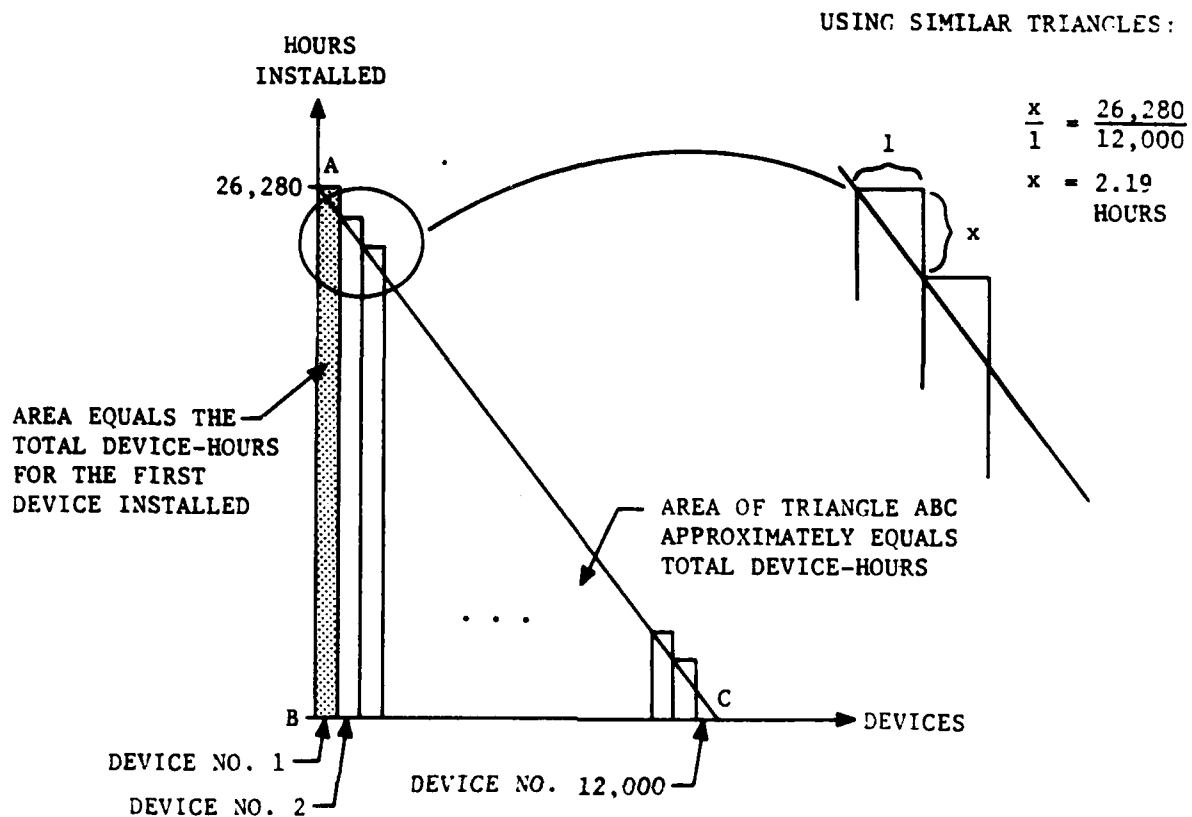 USING SIMILAR TRIANGLES:
HOURS
INSTALLED
x/1 = 26,280/12,000
x = 2.19
HOURS
A
26,280
1
x
AREA EQUALS THE
TOTAL DEVICE-HOURS
FOR THE FIRST
DEVICE INSTALLED
AREA OF TRIANGLE ABC
APPROXIMATELY EQUALS
TOTAL DEVICE-HOURS
. . .
B
C
DEVICES
DEVICE NO. 1
DEVICE NO. 2
DEVICE NO. 12,000